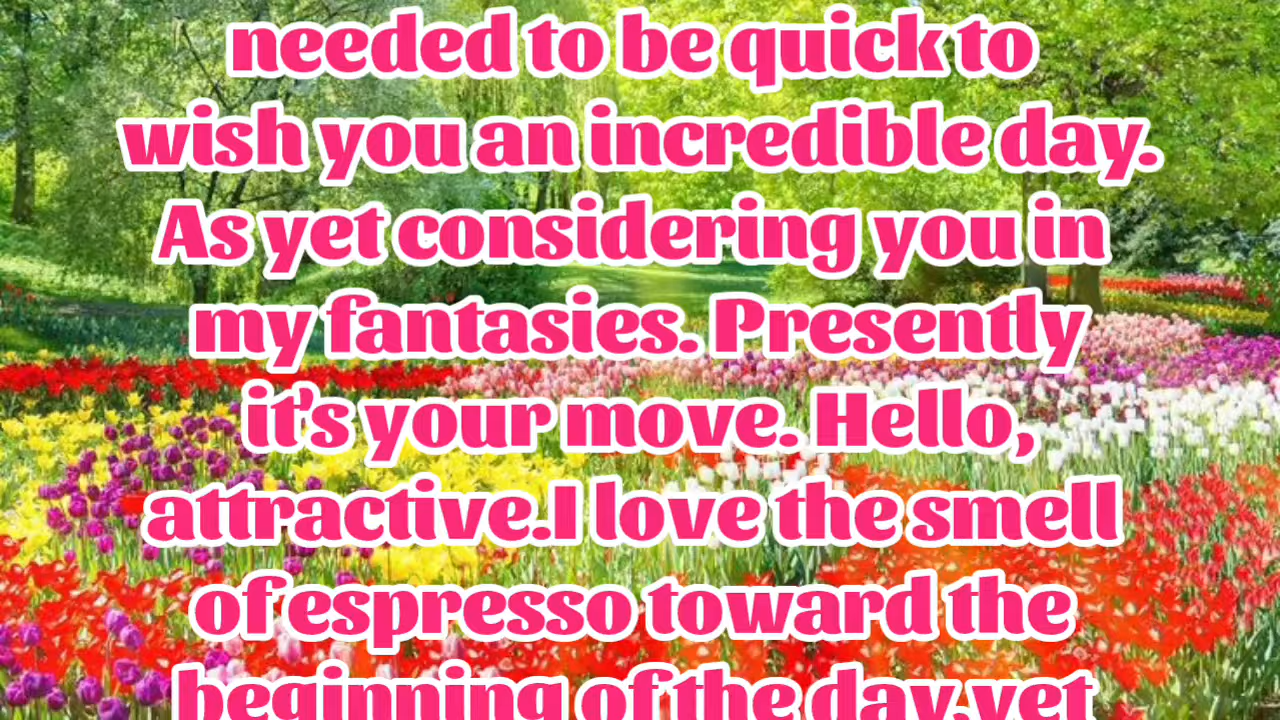 needed to be quick to
wish you an incredible day.
As yet considering you in
my fantasies. Presently
it's your move. Hello,
attractive.I love the smell
of espresso toward the
beginning of the day,yet